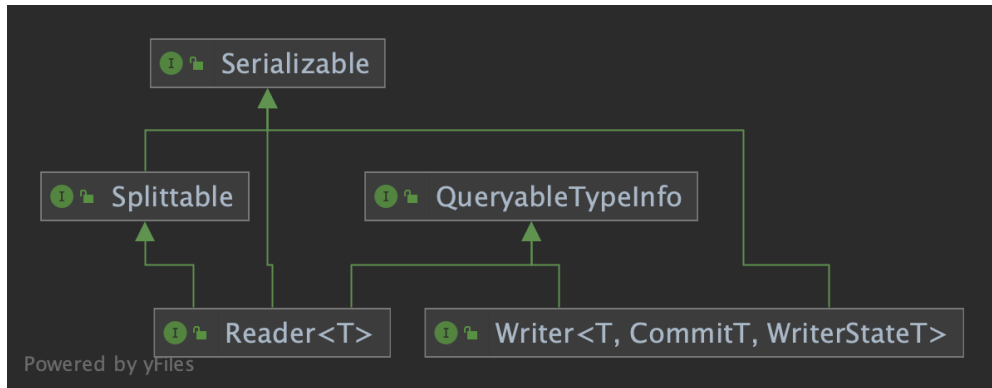 Serializable
Splittable
QueryableTypeInfo
Reader<T>
Writer<T, CommitT, WriterStateT>
Powered by yFiles